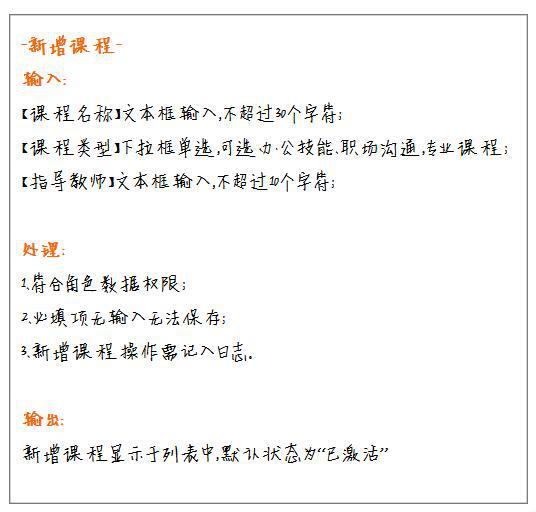 -新增课程-
输入:
【课程名称】文本框输入,不超过30个字符;
【课程类型】下拉框单选,可选办公技能、职场沟通,专业课程;
【指导教师】文本框输入,不超过10个字符;
处理:
1、符合角色数据权限;
2、必填项无输入无法保存;
3、新增课程操作需记入日志。
输出:
新增课程显示于列表中,默认状态为“已激活”